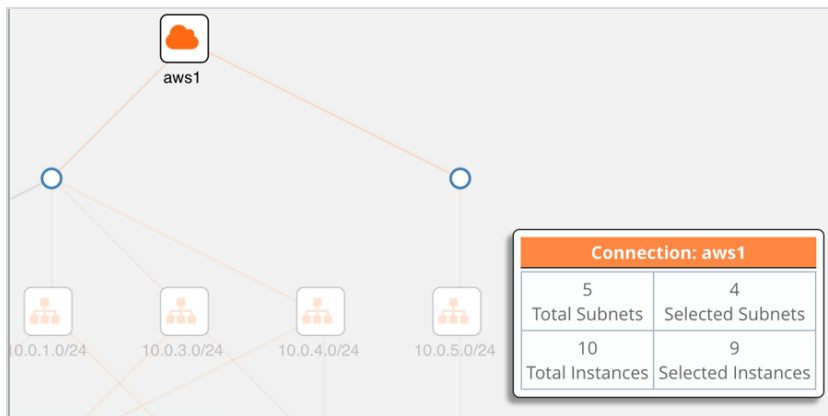 aws1
10.0.1.0/24
10.0.3.0/24
10.0.4.0/24
10.0.5.0/24
Connection: aws1
5
Total Subnets
4
Selected Subnets
10
Total Instances
9
Selected Instances